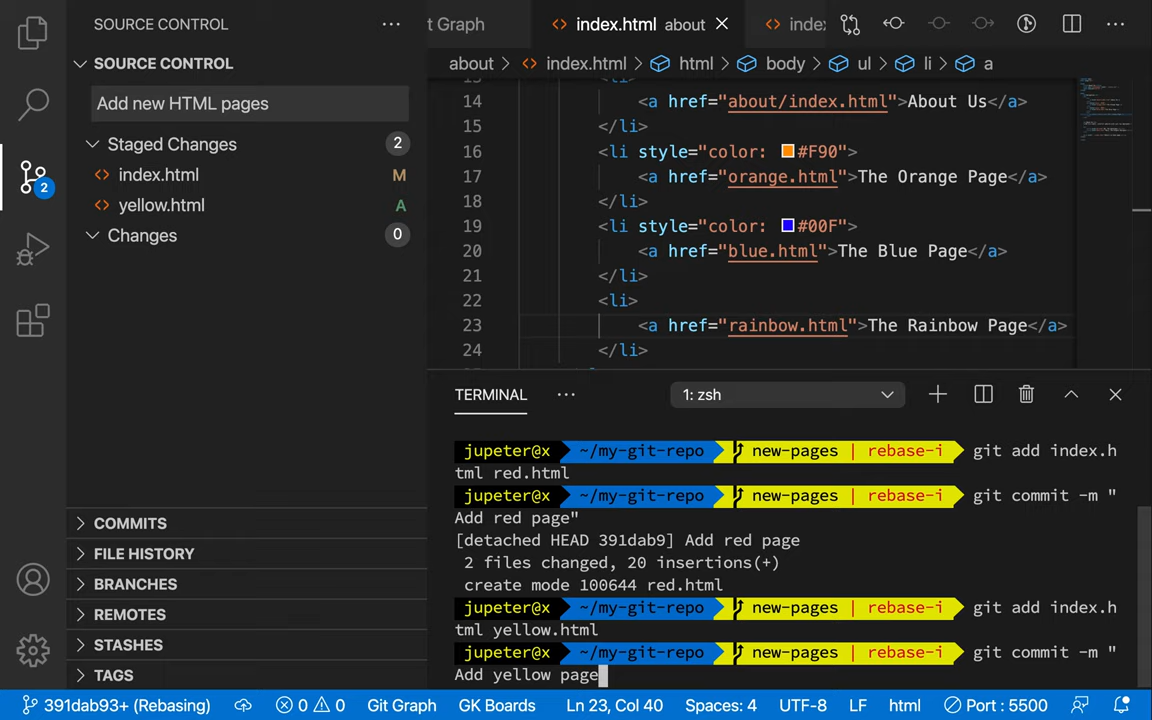 SOURCE CONTROL ···
SOURCE CONTROL
Add new HTML pages
Staged Changes 2
index.html M
yellow.html A
Changes 0
2
COMMITS
FILE HISTORY
BRANCHES
REMOTES
STASHES
TAGS
t Graph
<> index.html about
<> inde
about > <> index.html > html > body > ul > li > a
14 <a href="about/index.html">About Us</a>
15 </li>
16 <li style="color: #F90">
17 <a href="orange.html">The Orange Page</a>
18 </li>
19 <li style="color: #00F">
20 <a href="blue.html">The Blue Page</a>
21 </li>
22 <li>
23 <a href="rainbow.html">The Rainbow Page</a>
24 </li>
TERMINAL ··· 1: zsh
jupeter@x ~/my-git-repo new-pages | rebase-i git add index.h
tml red.html
jupeter@x ~/my-git-repo new-pages | rebase-i git commit -m "
Add red page"
[detached HEAD 391dab9] Add red page
2 files changed, 20 insertions(+)
create mode 100644 red.html
jupeter@x ~/my-git-repo new-pages | rebase-i git add index.h
tml yellow.html
jupeter@x ~/my-git-repo new-pages | rebase-i git commit -m "
Add yellow page
391dab93+ (Rebasing) 0 0 Git Graph GK Boards Ln 23, Col 40 Spaces: 4 UTF-8 LF html Port : 5500